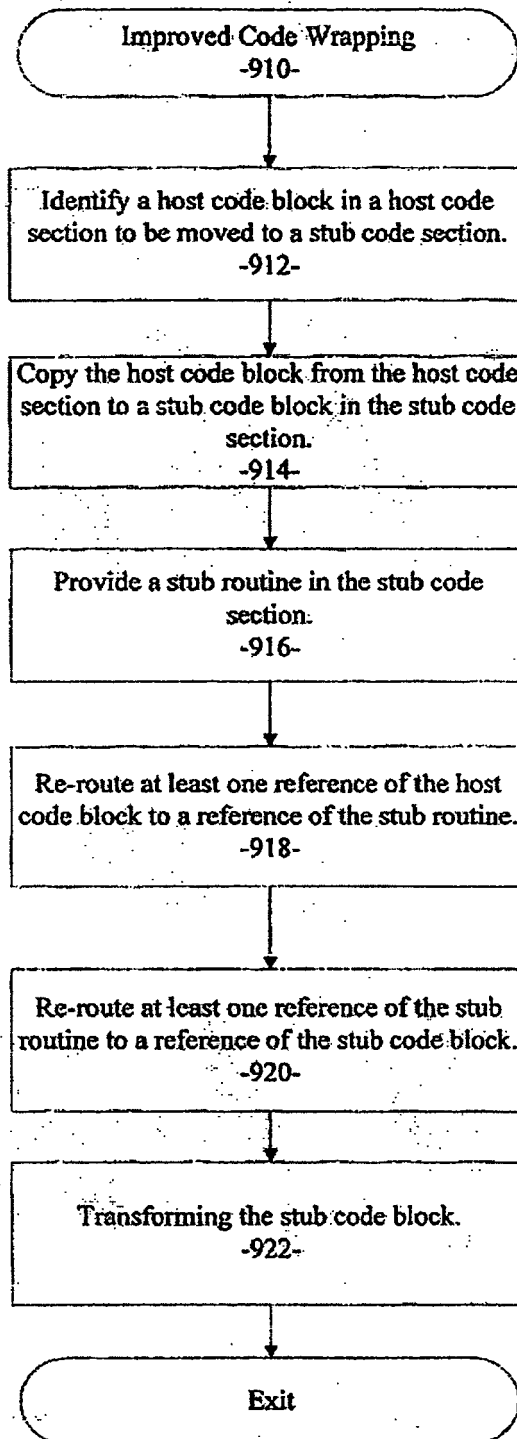 Improved Code Wrapping
-910-
Identify a host code block in a host code
section to be moved to a stub code section.
-912-
Copy the host code block from the host code
section to a stub code block in the stub code
section.
-914-
Provide a stub routine in the stub code
section.
-916-
Re-route at least one reference of the host
code block to a reference of the stub routine.
-918-
Re-route at least one reference of the stub
routine to a reference of the stub code block.
-920-
Transforming the stub code block.
-922-
Exit